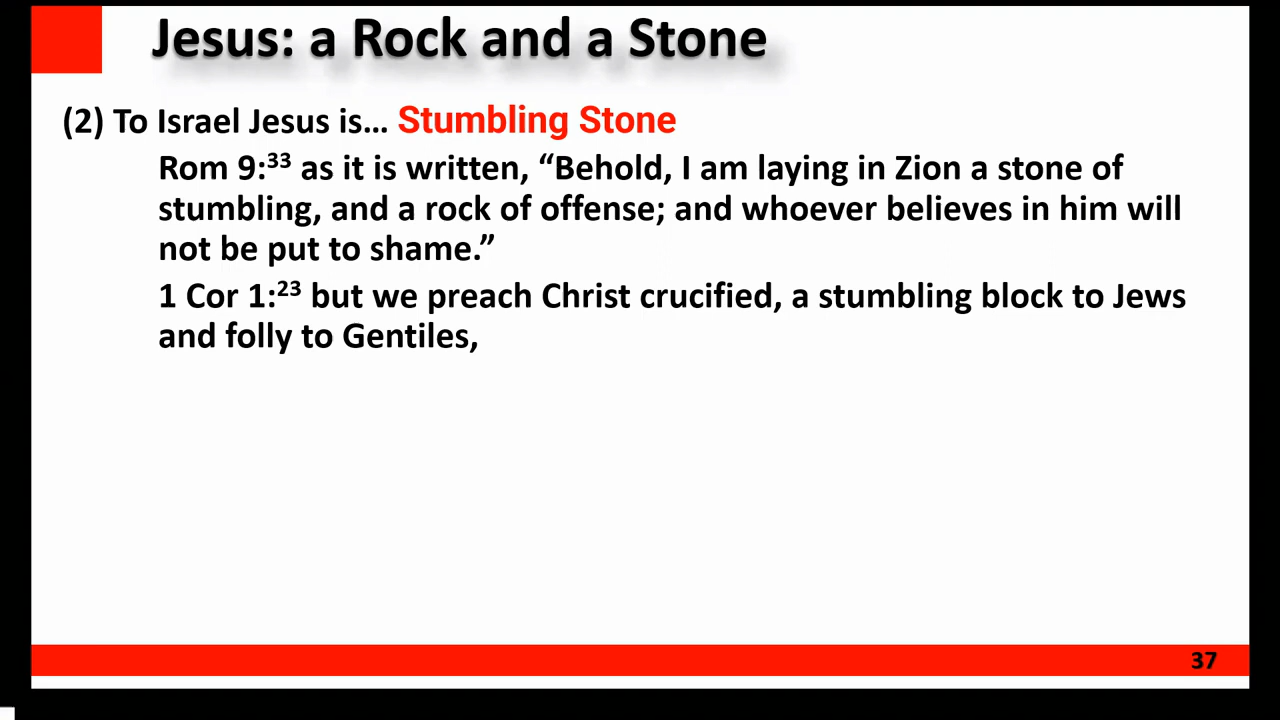 Jesus: a Rock and a Stone
(2) To Israel Jesus is... Stumbling Stone
Rom 9:33 as it is written, “Behold, I am laying in Zion a stone of
stumbling, and a rock of offense; and whoever believes in him will
not be put to shame.”
1 Cor 1:23 but we preach Christ crucified, a stumbling block to Jews
and folly to Gentiles,
37